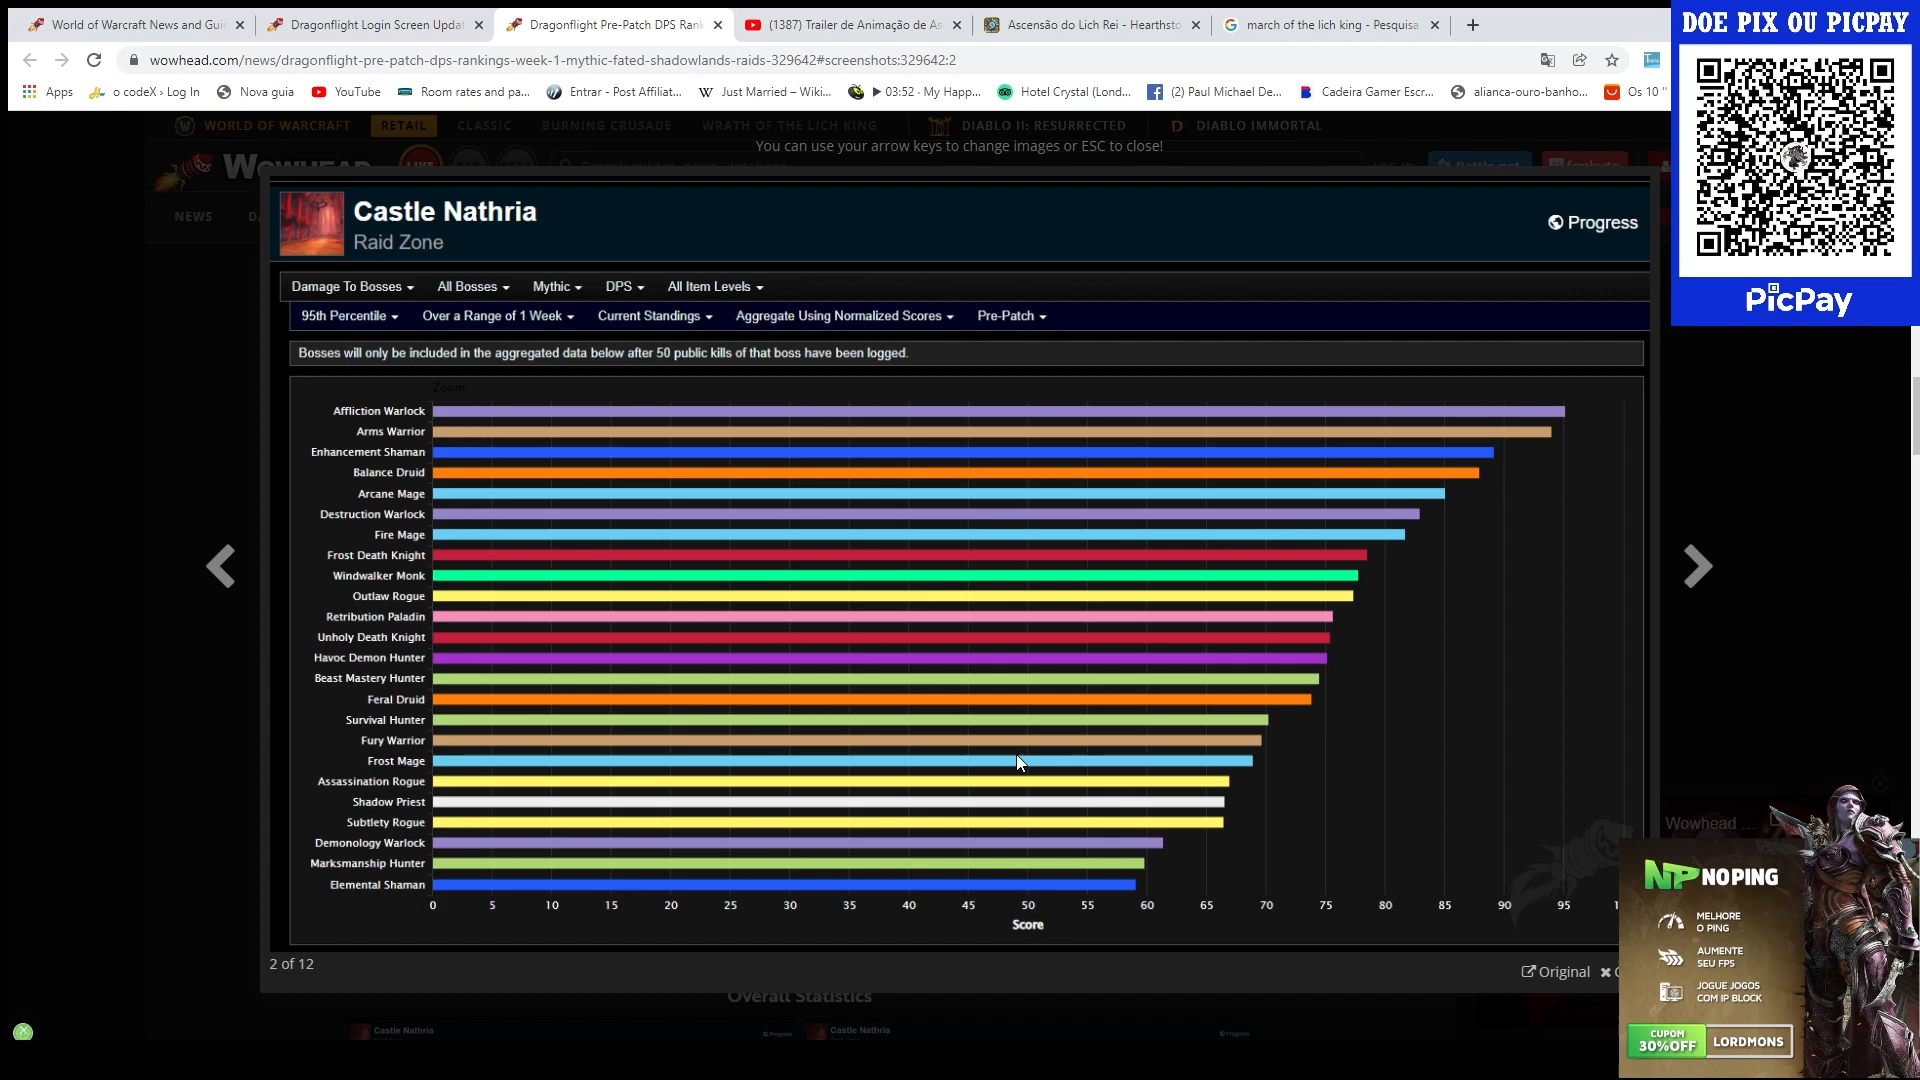 World of Warcraft News and Gui
Dragonflight Login Screen Updat
Dragonflight Pre-Patch DPS Rank
(1387) Trailer de Animação de As
Ascensão do Lich Rei - Hearthsto
march of the lich king - Pesquisa
wowhead.com/news/dragonflight-pre-patch-dps-rankings-week-1-mythic-fated-shadowlands-raids-329642#screenshots:329642:2
Apps
o codeX › Log In
Nova guia
YouTube
Room rates and pa...
Entrar - Post Affiliat...
Just Married – Wiki...
03:52 · My Happ...
Hotel Crystal (Lond...
(2) Paul Michael De...
Cadeira Gamer Escr...
alianca-ouro-banho...
Os 10 "
DOE PIX OU PICPAY
PicPay
WORLD OF WARCRAFT
RETAIL
CLASSIC
BURNING CRUSADE
WRATH OF THE LICH KING
DIABLO II: RESURRECTED
DIABLO IMMORTAL
You can use your arrow keys to change images or ESC to close!
WOWHEAD
NEWS
Castle Nathria
Raid Zone
Progress
Damage To Bosses
All Bosses
Mythic
DPS
All Item Levels
95th Percentile
Over a Range of 1 Week
Current Standings
Aggregate Using Normalized Scores
Pre-Patch
Bosses will only be included in the aggregated data below after 50 public kills of that boss have been logged.
Zoom
Affliction Warlock
Arms Warrior
Enhancement Shaman
Balance Druid
Arcane Mage
Destruction Warlock
Fire Mage
Frost Death Knight
Windwalker Monk
Outlaw Rogue
Retribution Paladin
Unholy Death Knight
Havoc Demon Hunter
Beast Mastery Hunter
Feral Druid
Survival Hunter
Fury Warrior
Frost Mage
Assassination Rogue
Shadow Priest
Subtlety Rogue
Demonology Warlock
Marksmanship Hunter
Elemental Shaman
0 5 10 15 20 25 30 35 40 45 50 55 60 65 70 75 80 85 90 95
Score
2 of 12
Original
Overall Statistics
Castle Nathria
Progress
Castle Nathria
Progress
Wowhead ...
NP NOPING
MELHORE
O PING
AUMENTE
SEU FPS
JOGUE JOGOS
COM IP BLOCK
CUPOM
30%OFF
LORDMONS